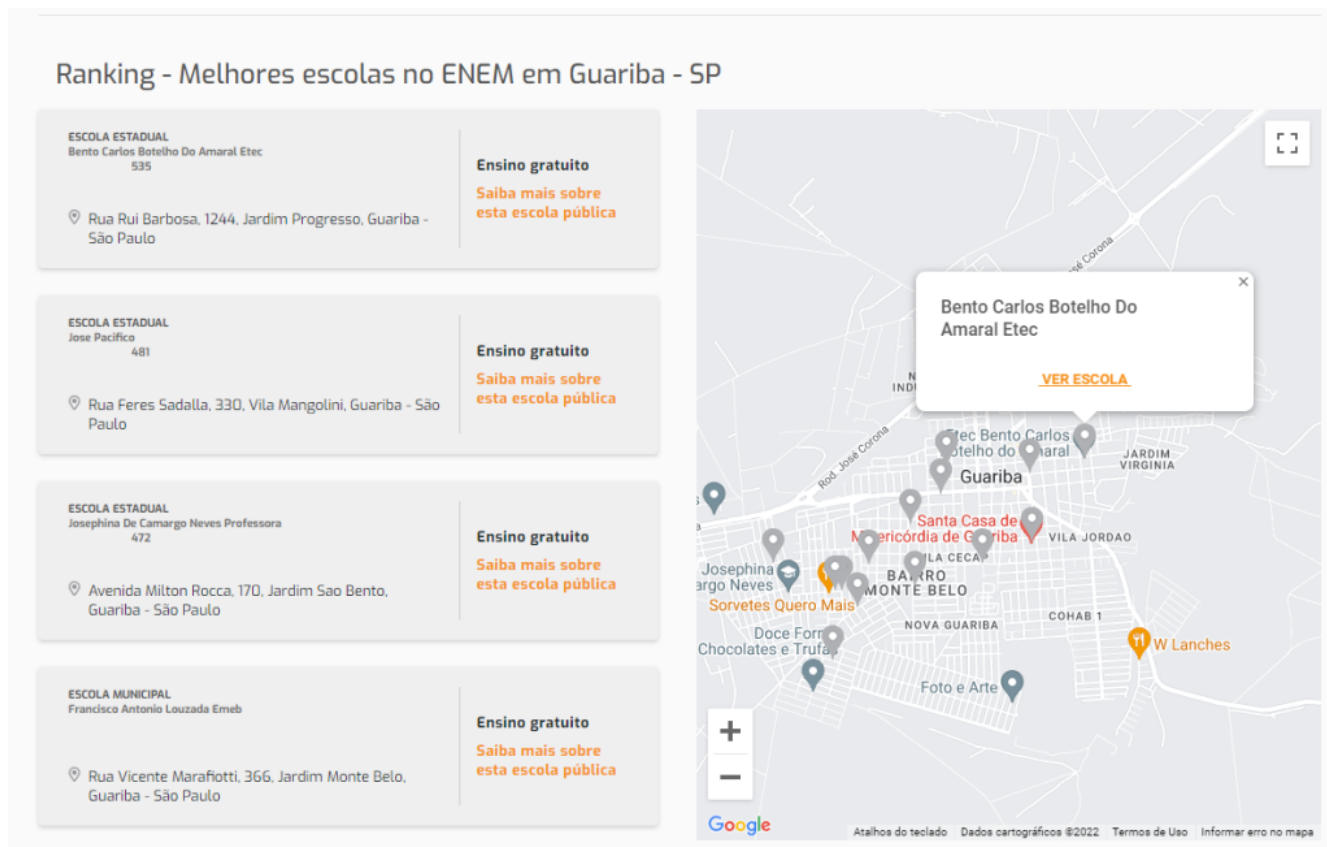 Ranking - Melhores escolas no ENEM em Guariba - SP
ESCOLA ESTADUAL
Bento Carlos Botelho Do Amaral Etec
535
Rua Rui Barbosa, 1244, Jardim Progresso, Guariba -
São Paulo
Ensino gratuito
Saiba mais sobre
esta escola pública
ESCOLA ESTADUAL
Jose Pacifico
481
Rua Feres Sadalla, 330, Vila Mangolini, Guariba - São
Paulo
Ensino gratuito
Saiba mais sobre
esta escola pública
ESCOLA ESTADUAL
Josephina De Camargo Neves Professora
472
Avenida Milton Rocca, 170, Jardim Sao Bento,
Guariba - São Paulo
Ensino gratuito
Saiba mais sobre
esta escola pública
ESCOLA MUNICIPAL
Francisco Antonio Louzada Emeb
Rua Vicente Marafiotti, 366, Jardim Monte Belo,
Guariba - São Paulo
Ensino gratuito
Saiba mais sobre
esta escola pública
José Corona
Bento Carlos Botelho Do
Amaral Etec
VER ESCOLA
Rod. José Corona
Etec Bento Carlos
JARDIM
VIRGINIA
Guariba
Santa Casa de
VILA JORDAO
Josephina
BAIRRO
MONTE BELO
Sorvetes Quero Mais
NOVA GUARIBA
COHAB 1
Doce
Chocolates e
W Lanches
Foto e Arte
Google
Atalhos do teclado
Dados cartográficos ©2022
Termos de Uso
Informar erro no mapa